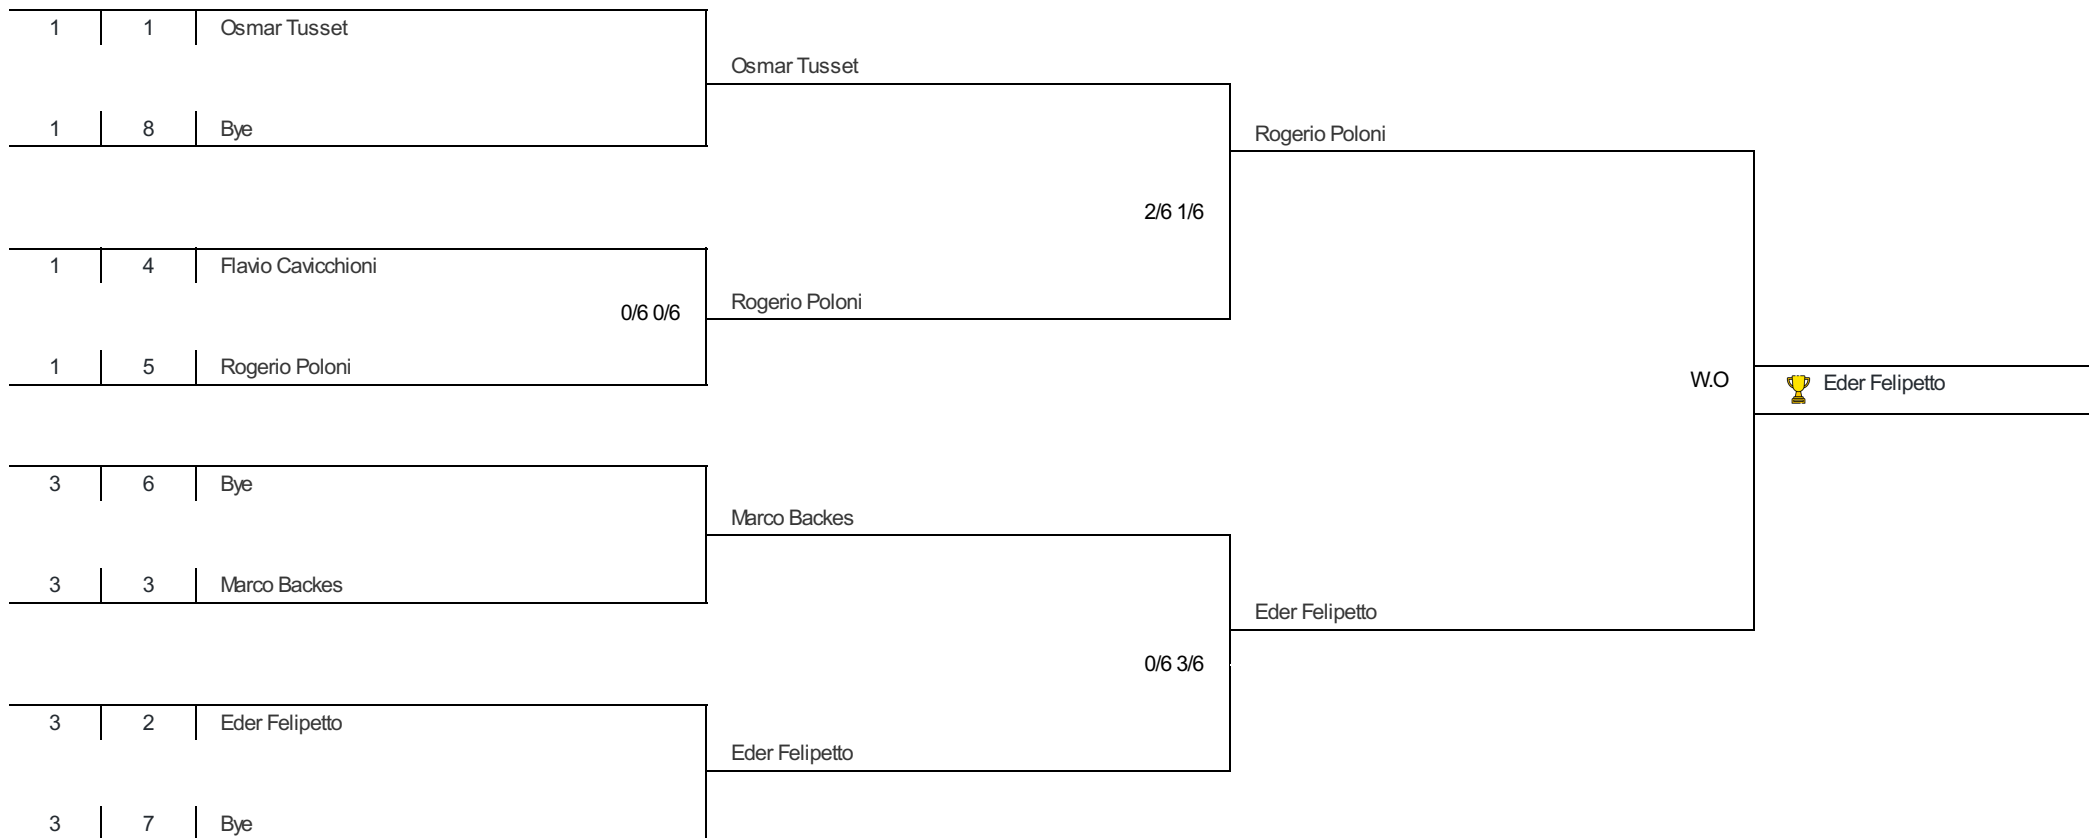 1 1 Osmar Tusset
Osmar Tusset
1 8 Bye
Rogerio Poloni
2/6 1/6
1 4 Flavio Cavicchioni
Rogerio Poloni
0/6 0/6
1 5 Rogerio Poloni
W.O
Eder Felipetto
3 6 Bye
Marco Backes
3 3 Marco Backes
Eder Felipetto
0/6 3/6
3 2 Eder Felipetto
Eder Felipetto
3 7 Bye